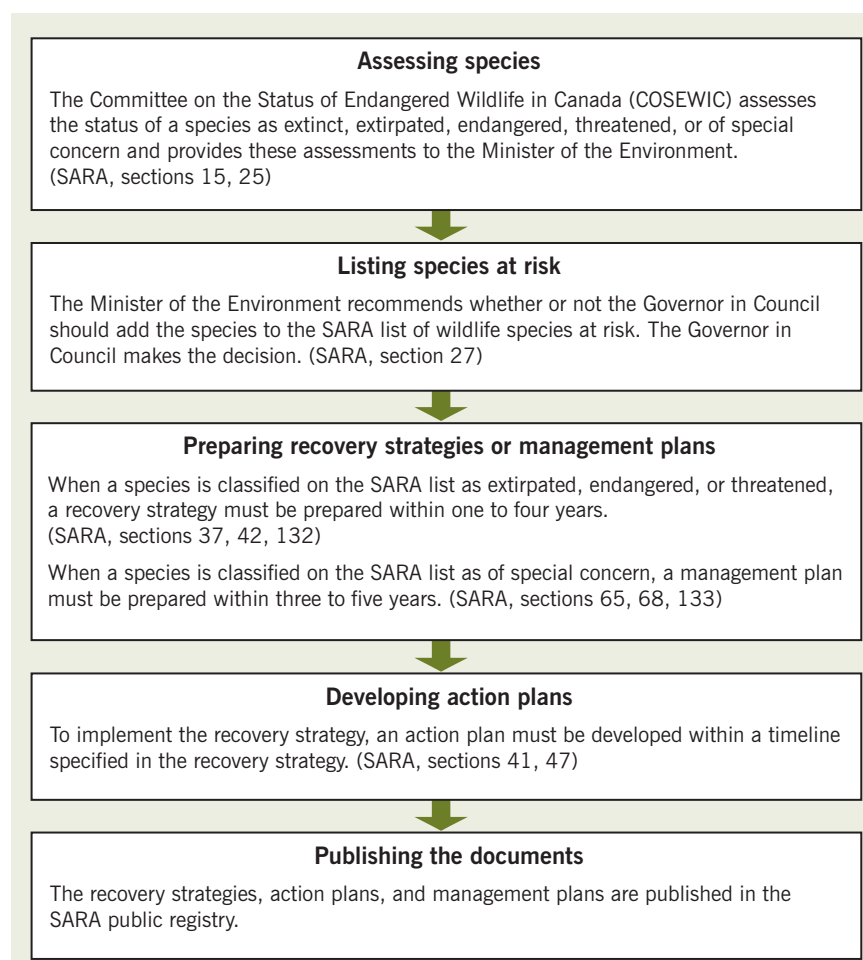 Assessing species
The Committee on the Status of Endangered Wildlife in Canada (COSEWIC) assesses
the status of a species as extinct, extirpated, endangered, threatened, or of special
concern and provides these assessments to the Minister of the Environment.
(SARA, sections 15, 25)
Listing species at risk
The Minister of the Environment recommends whether or not the Governor in Council
should add the species to the SARA list of wildlife species at risk. The Governor in
Council makes the decision. (SARA, section 27)
Preparing recovery strategies or management plans
When a species is classified on the SARA list as extirpated, endangered, or threatened,
a recovery strategy must be prepared within one to four years.
(SARA, sections 37, 42, 132)
When a species is classified on the SARA list as of special concern, a management plan
must be prepared within three to five years. (SARA, sections 65, 68, 133)
Developing action plans
To implement the recovery strategy, an action plan must be developed within a timeline
specified in the recovery strategy. (SARA, sections 41, 47)
Publishing the documents
The recovery strategies, action plans, and management plans are published in the
SARA public registry.